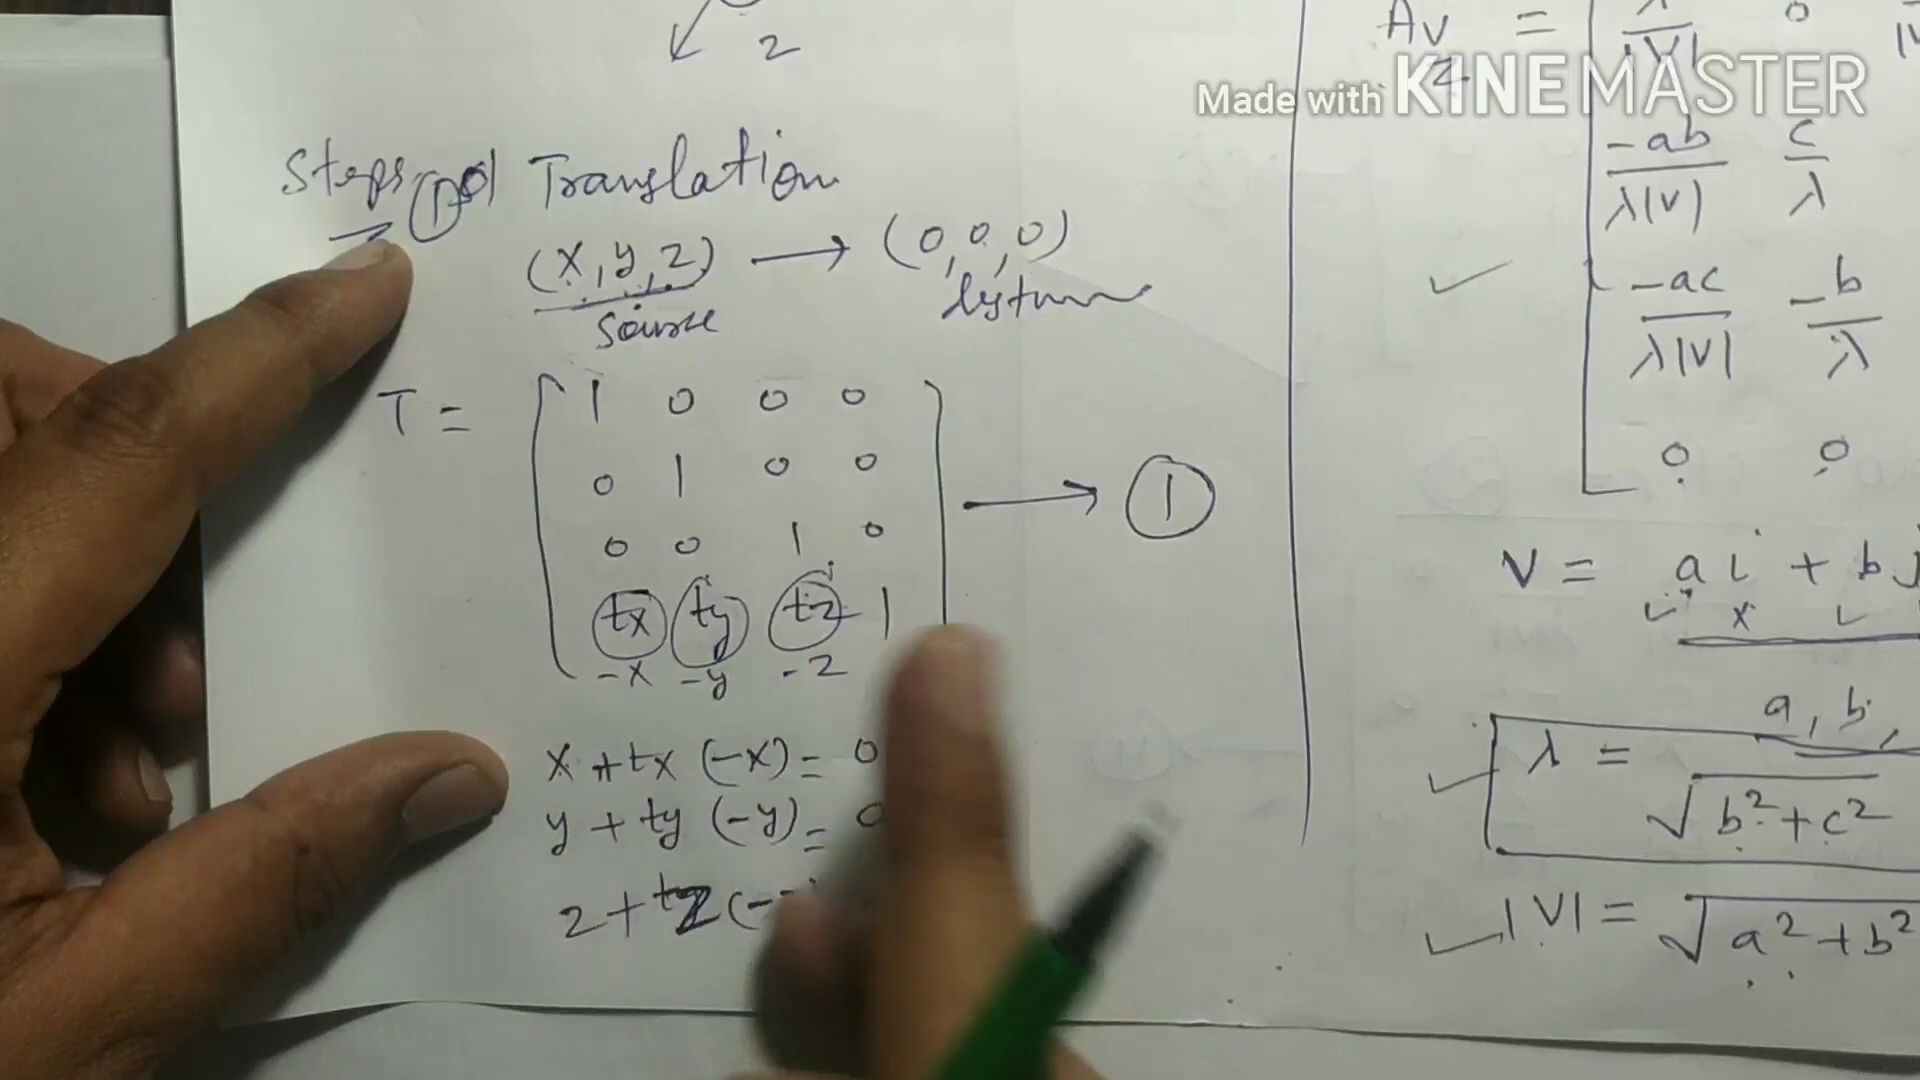 2
Steps ① of Translation
(x, y, z) → (0, 0, 0)
source
T =
1 0 0 0
0 1 0 0
0 0 1 0
tx ty tz 1
-x -y -z
→ ①
x + tx (-x) = 0
y + ty (-y) = 0
z + tz (-
Av =
z
λ/|V| 0
-ab/λ|V| c/λ
-ac/λ|V| -b/λ
0 0
V = ai + bj
x
a, b,
λ = √b²+c²
|V| = √a²+b²
Made with KINEMASTER